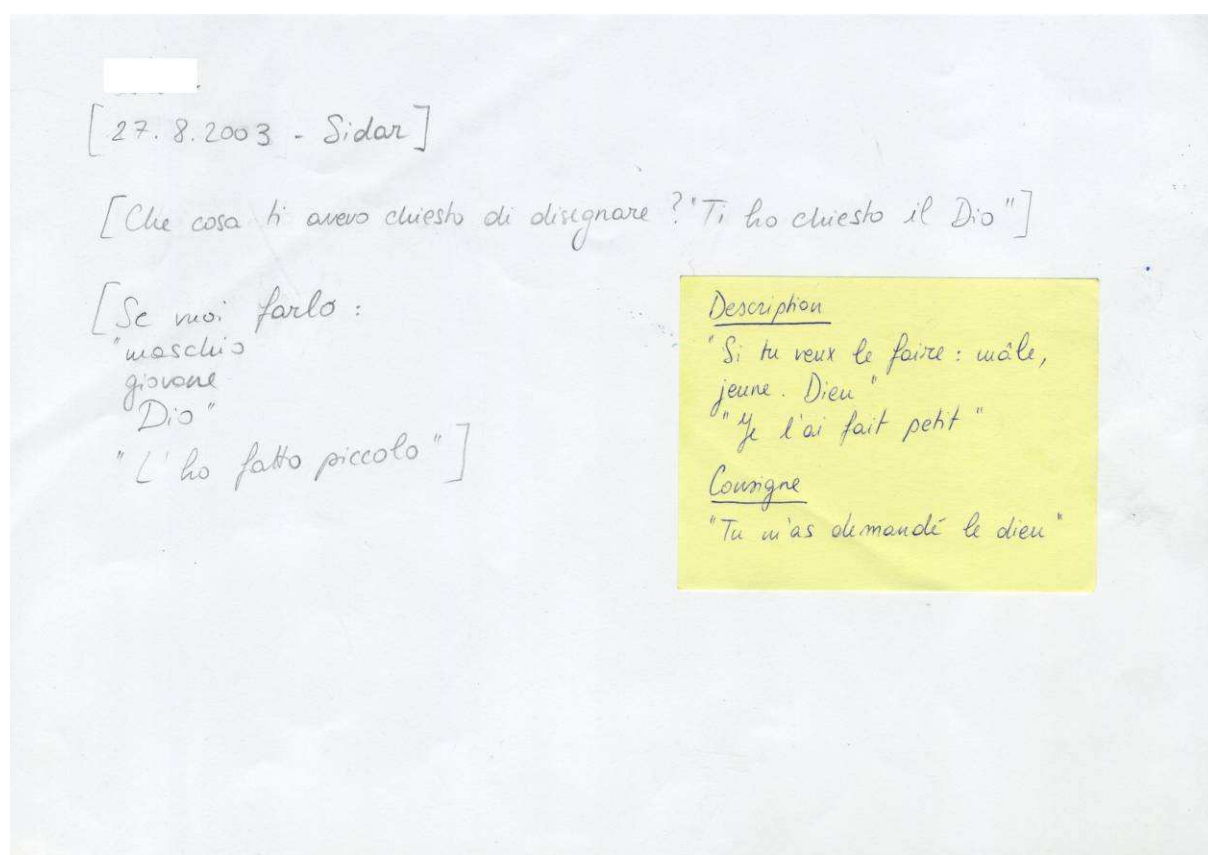 [27.8.2003 - Sidar]
[Che cosa ti avevo chiesto di disegnare ? "Ti ho chiesto il Dio"]
[Se vuoi farlo :
"maschio
giovane
Dio"
"L'ho fatto piccolo"]
Description
"Si tu veux le faire : mâle,
jeune. Dieu"
"Je l'ai fait petit"
Consigne
"Tu m'as demandé le dieu"